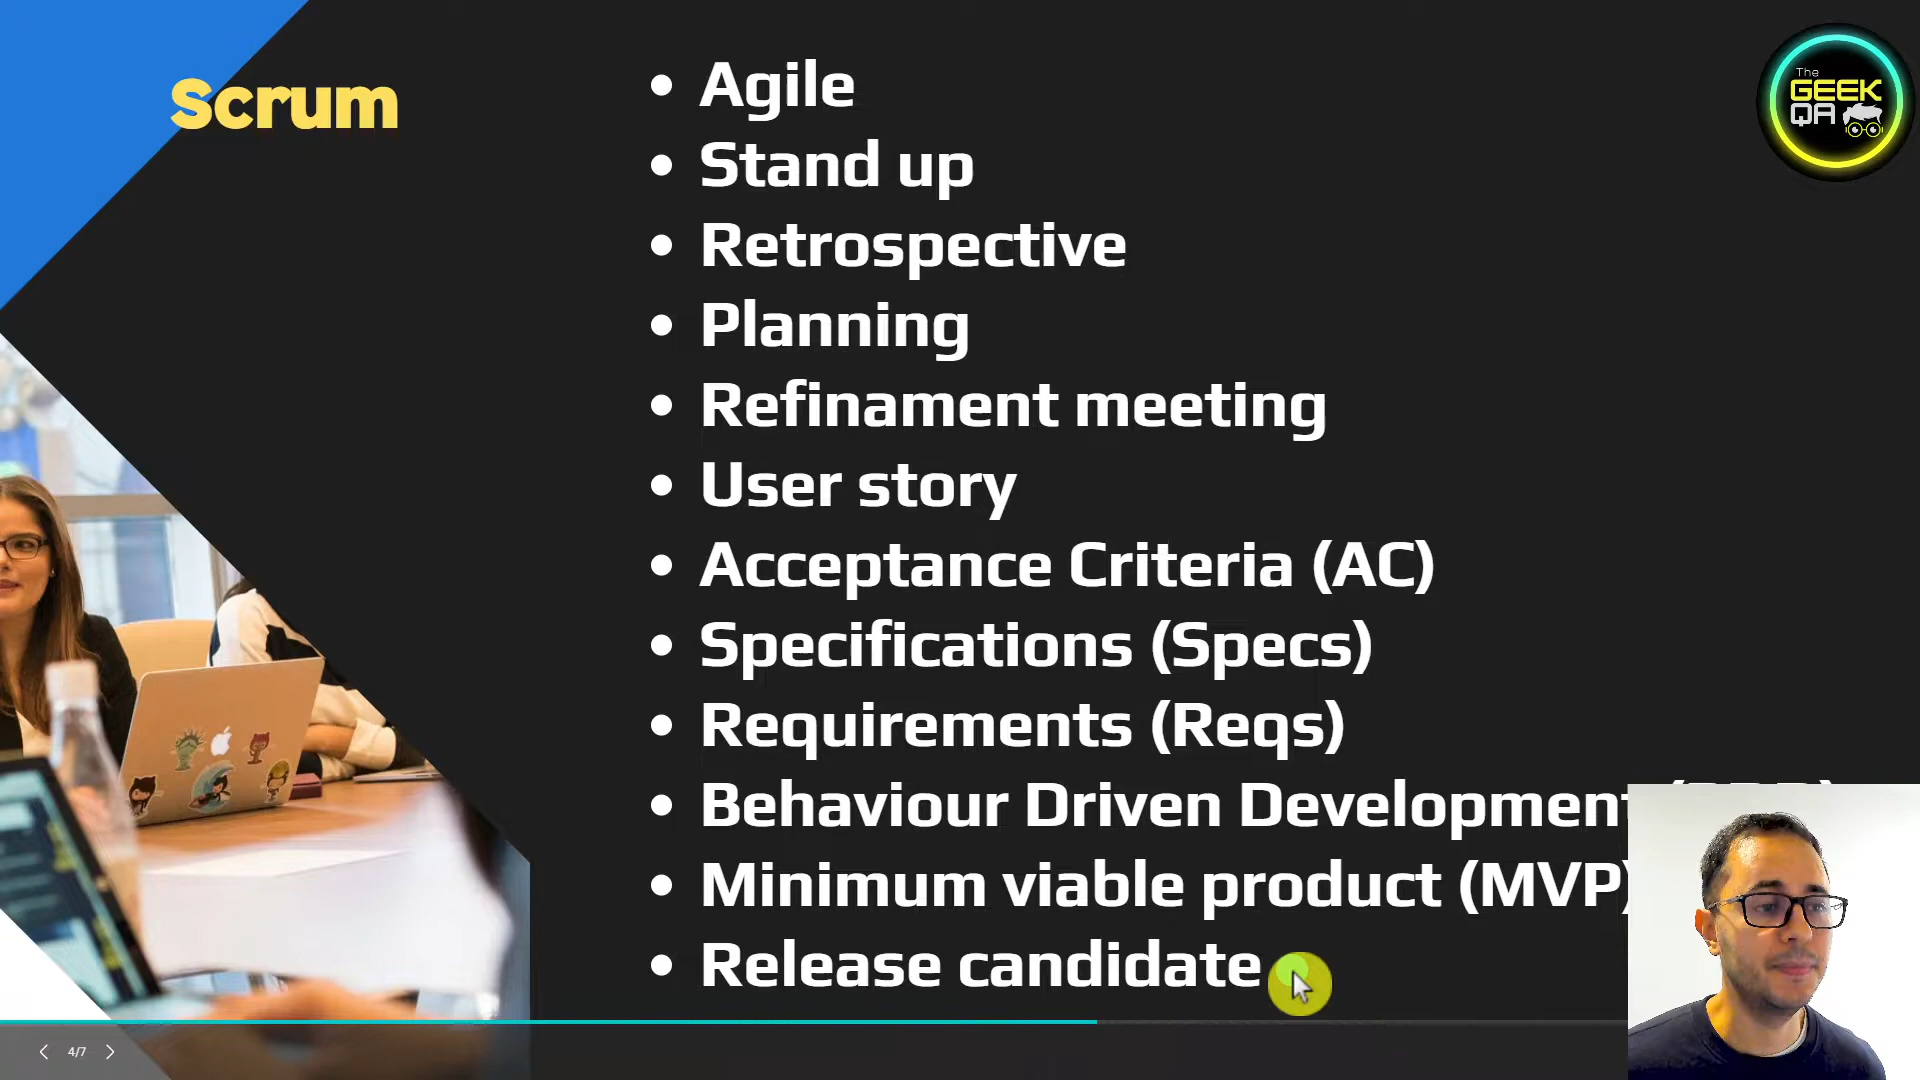 Scrum
• Agile
• Stand up
• Retrospective
• Planning
• Refinament meeting
• User story
• Acceptance Criteria (AC)
• Specifications (Specs)
• Requirements (Reqs)
• Behaviour Driven Development
• Minimum viable product (MVP)
• Release candidate
The
GEEK
QA
4/7